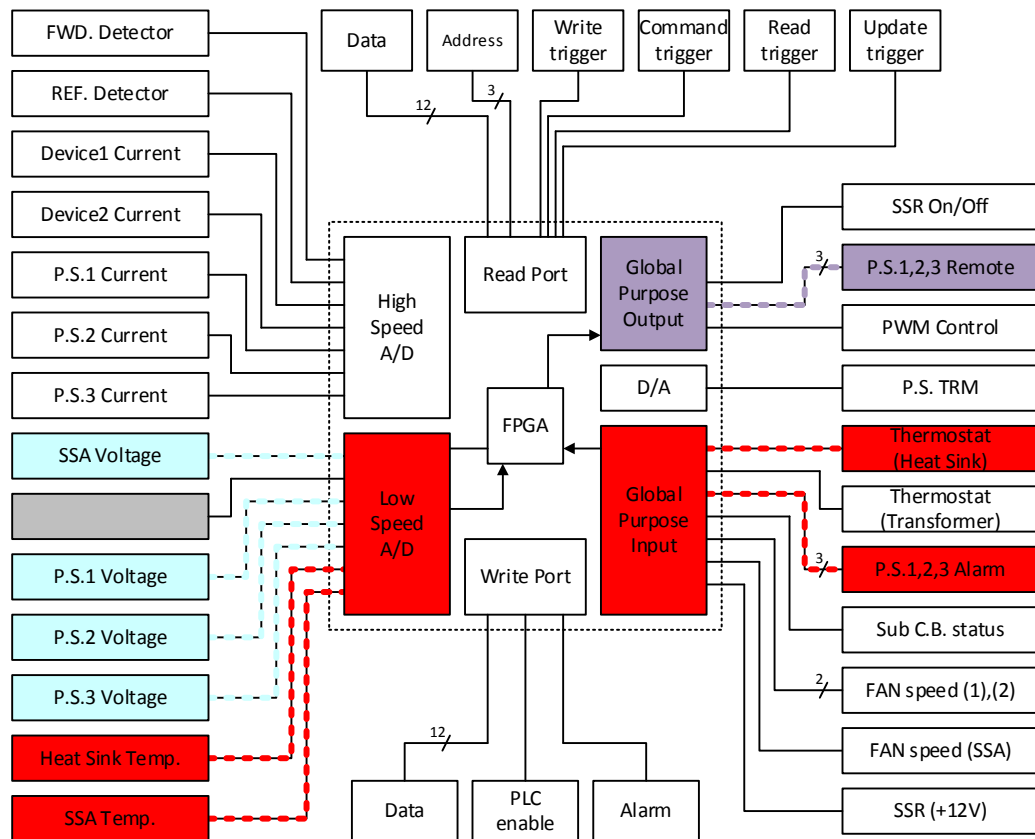 FWD. Detector
REF. Detector
Device1 Current
Device2 Current
P.S.1 Current
P.S.2 Current
P.S.3 Current
SSA Voltage
P.S.1 Voltage
P.S.2 Voltage
P.S.3 Voltage
Heat Sink Temp.
SSA Temp.
Data
Address
Write
trigger
Command
trigger
Read
trigger
Update
trigger
12
3
High
Speed
A/D
Read Port
Global
Purpose
Output
D/A
FPGA
Low
Speed
A/D
Write Port
Global
Purpose
Input
12
Data
PLC
enable
Alarm
SSR On/Off
3
P.S.1,2,3 Remote
PWM Control
P.S. TRM
Thermostat
(Heat Sink)
Thermostat
(Transformer)
3
P.S.1,2,3 Alarm
Sub C.B. status
2
FAN speed (1),(2)
FAN speed (SSA)
SSR (+12V)